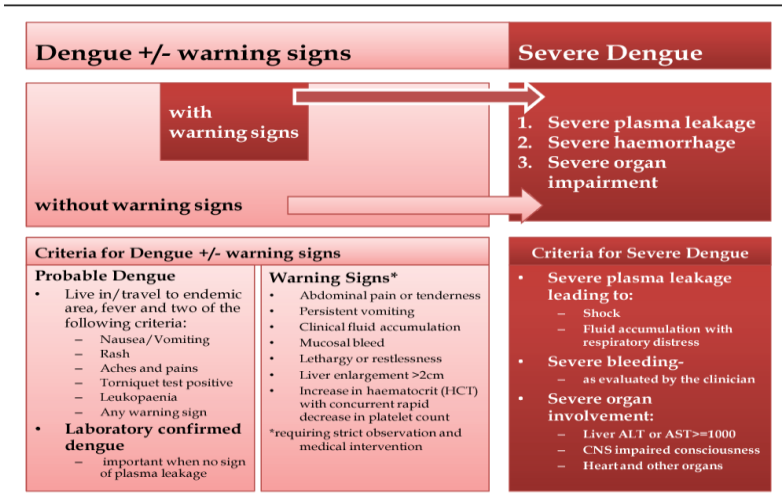 Dengue +/- warning signs
Severe Dengue
with
warning signs
without warning signs
1. Severe plasma leakage
2. Severe haemorrhage
3. Severe organ
impairment
Criteria for Dengue +/- warning signs
Probable Dengue
• Live in/travel to endemic
area, fever and two of the
following criteria:
– Nausea/Vomiting
– Rash
– Aches and pains
– Torniquet test positive
– Leukopaenia
– Any warning sign
• Laboratory confirmed
dengue
– important when no sign
of plasma leakage
Warning Signs*
• Abdominal pain or tenderness
• Persistent vomiting
• Clinical fluid accumulation
• Mucosal bleed
• Lethargy or restlessness
• Liver enlargement >2cm
• Increase in haematocrit (HCT)
with concurrent rapid
decrease in platelet count
*requiring strict observation and
medical intervention
Criteria for Severe Dengue
• Severe plasma leakage
leading to:
– Shock
– Fluid accumulation with
respiratory distress
• Severe bleeding-
– as evaluated by the clinician
• Severe organ
involvement:
– Liver ALT or AST>=1000
– CNS impaired consciousness
– Heart and other organs